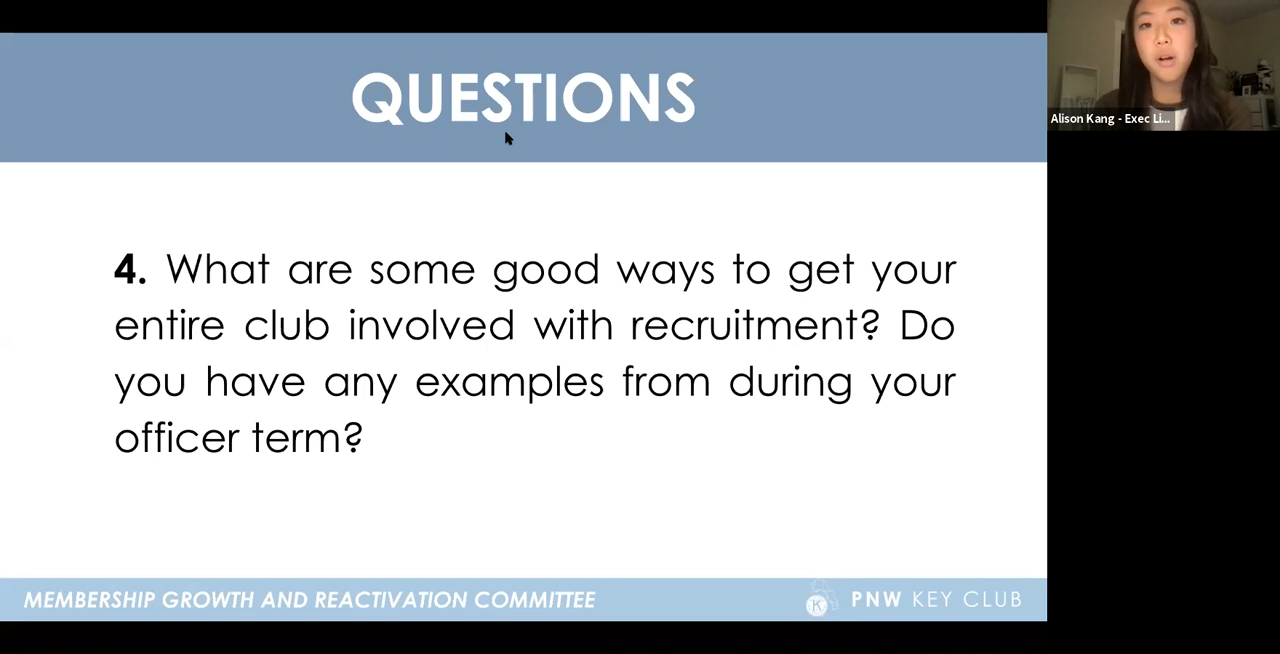 QUESTIONS
Alison Kang - Exec Li...
4. What are some good ways to get your
entire club involved with recruitment? Do
you have any examples from during your
officer term?
MEMBERSHIP GROWTH AND REACTIVATION COMMITTEE
K
PNW KEY CLUB